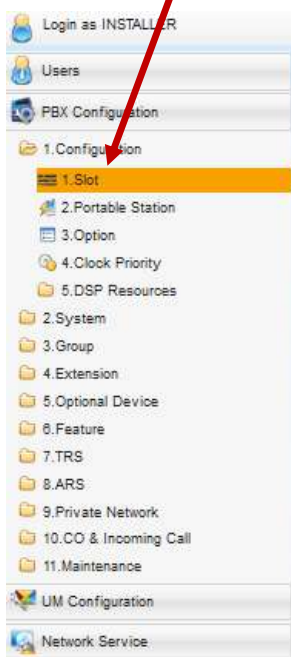 Login as INSTALLER
Users
PBX Configuration
1.Configuration
1.Slot
2.Portable Station
3.Option
4.Clock Priority
5.DSP Resources
2.System
3.Group
4.Extension
5.Optional Device
6.Feature
7.TRS
8.ARS
9.Private Network
10.CO & Incoming Call
11.Maintenance
UM Configuration
Network Service